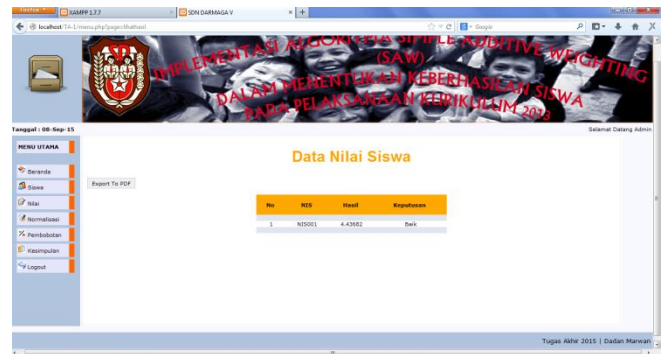 Firefox
XAMPP 1.7.7
SDN DARMAGA V
localhost/TA-1/menu.php?page=lihathasil
Google
IMPLEMENTASI ALGORITMA SIMPLE ADDITIVE WEIGHTING
(SAW)
DALAM MENENTUKAN KEBERHASILAN SISWA
PADA PELAKSANAAN KURIKULUM 2013
Tanggal : 08-Sep-15
Selamat Datang Admin
MENU UTAMA
Beranda
Siswa
Nilai
Normalisasi
Pembobotan
Kesimpulan
Logout
Data Nilai Siswa
Export To PDF
No NIS Hasil Keputusan
1 NIS001 4.43682 Baik
Tugas Akhir 2015 | Dadan Marwan